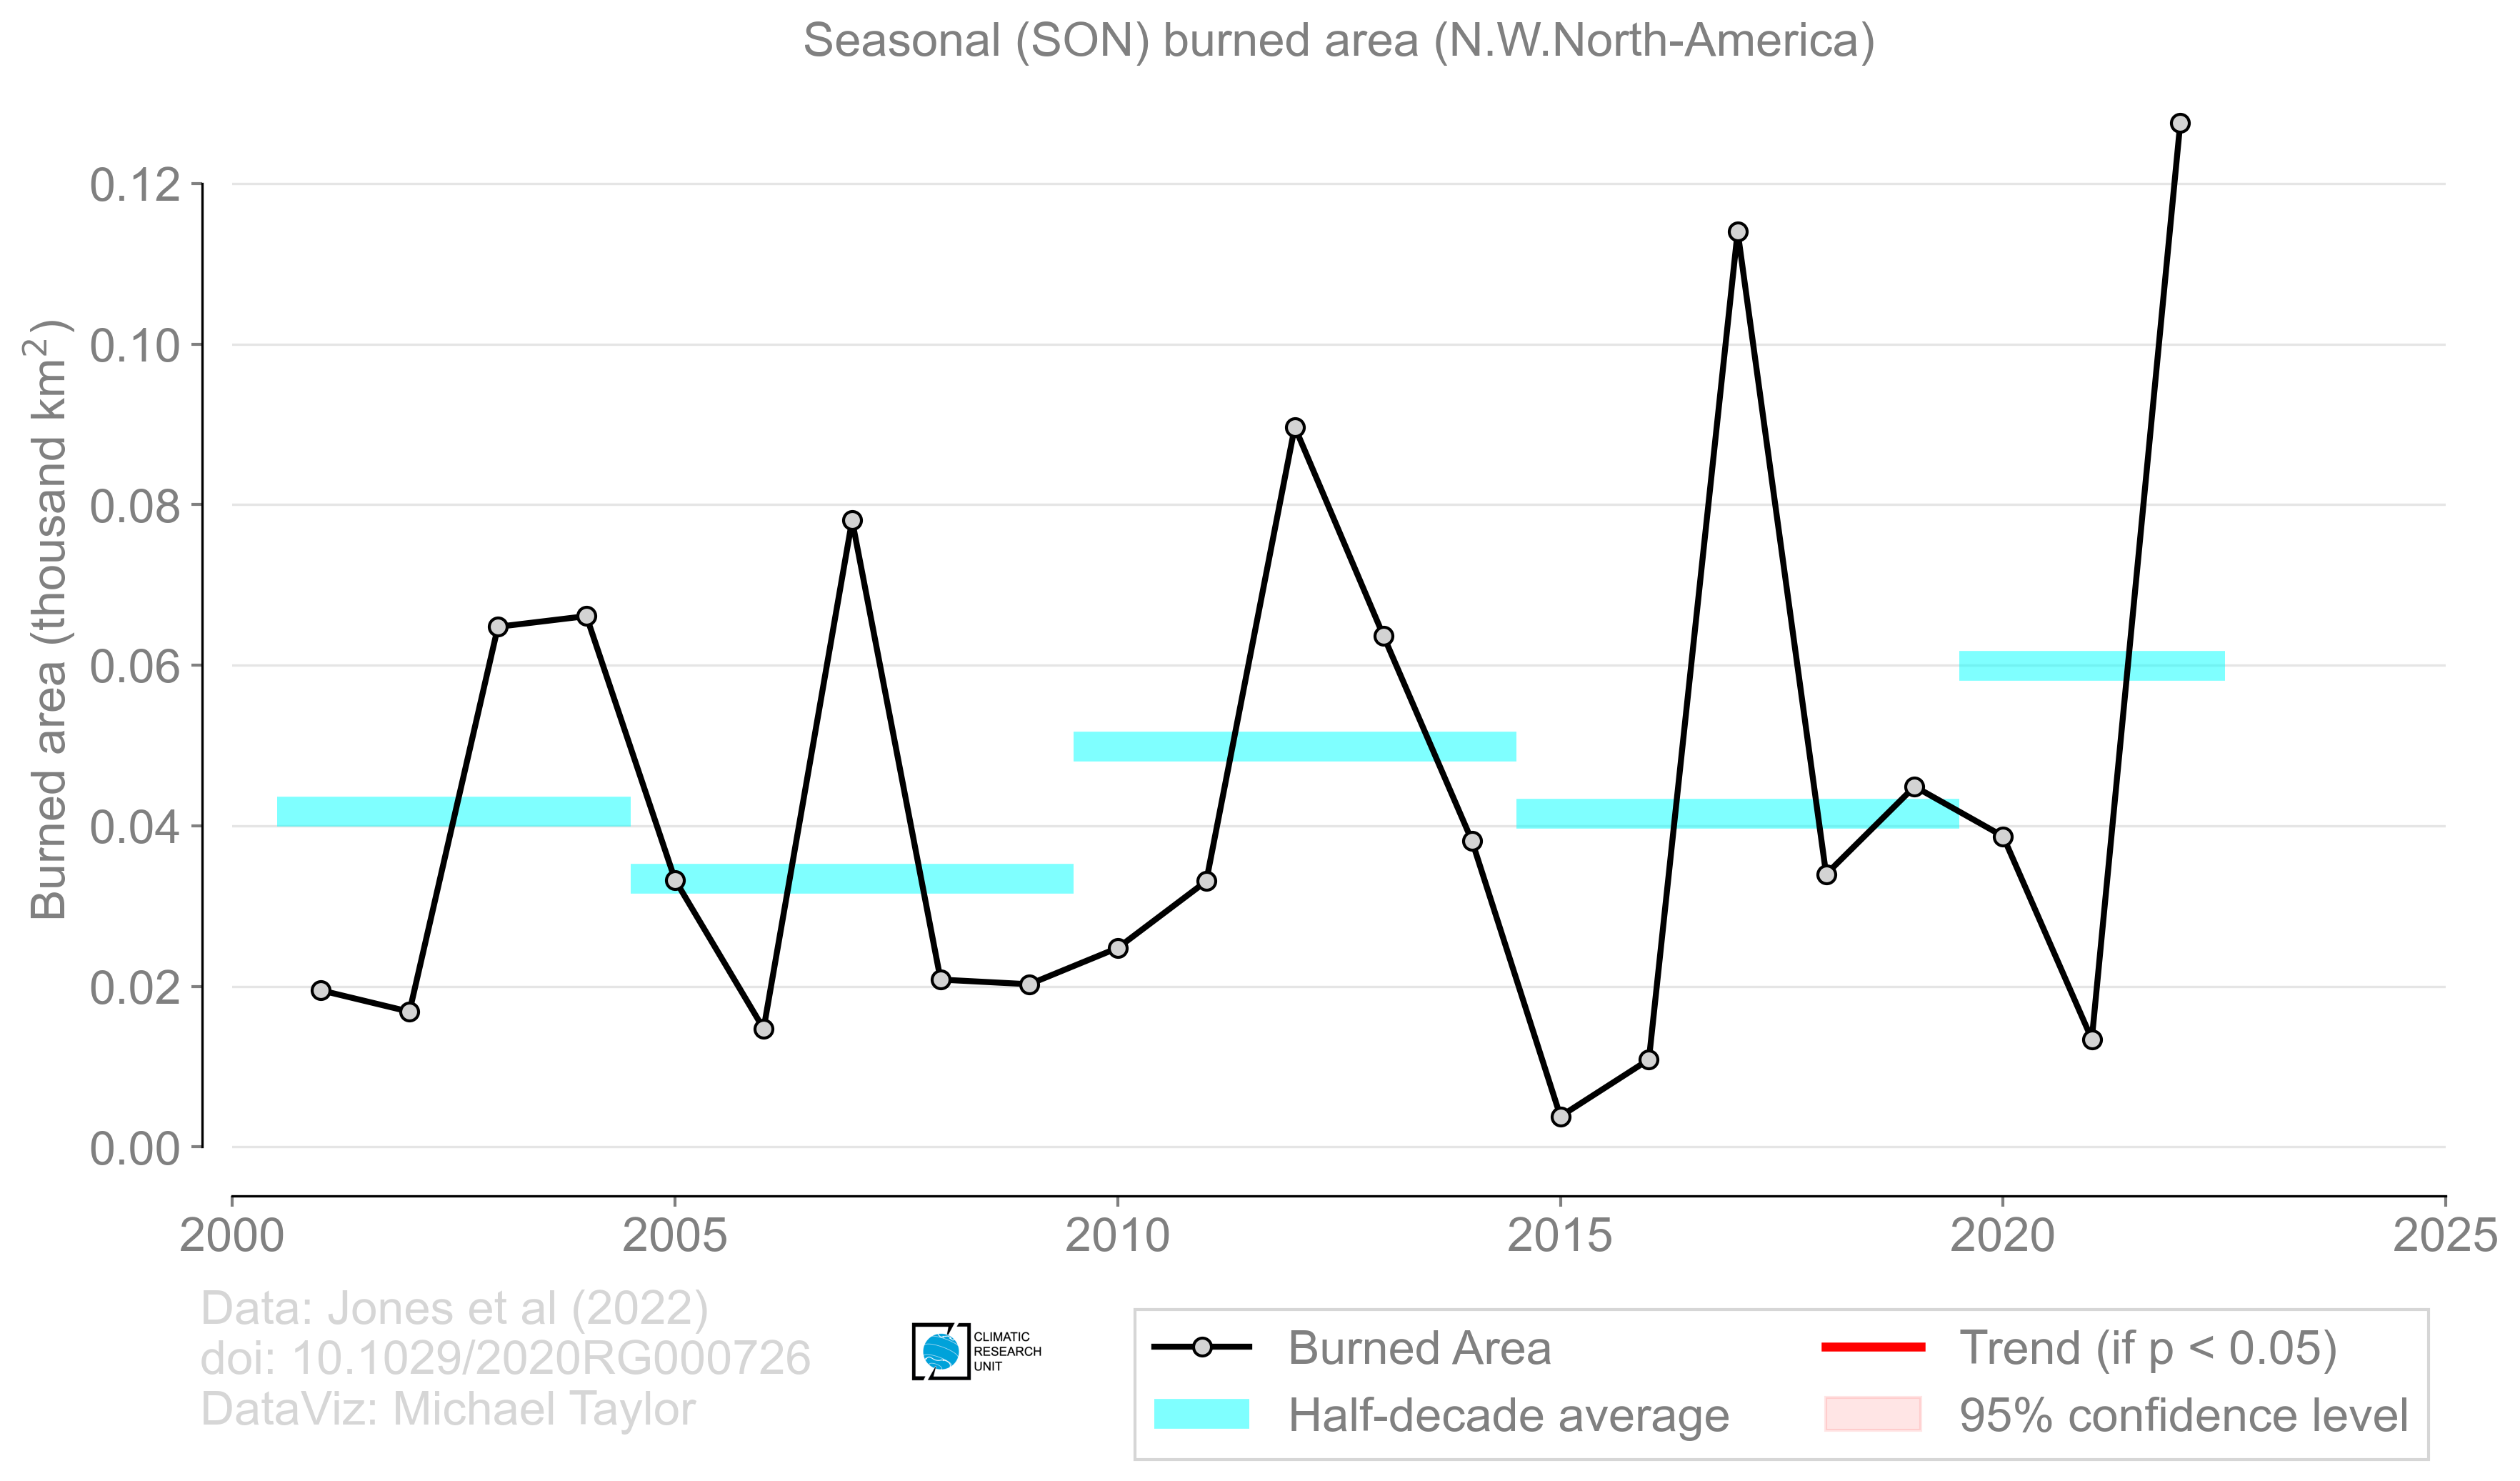 Seasonal (SON) burned area (N.W.North-America)
Burned area (thousand km²)
0.12
0.10
0.08
0.06
0.04
0.02
0.00
2000
2005
2010
2015
2020
2025
Data: Jones et al (2022)
doi: 10.1029/2020RG000726
DataViz: Michael Taylor
CLIMATIC
RESEARCH
UNIT
Burned Area
Half-decade average
Trend (if p < 0.05)
95% confidence level